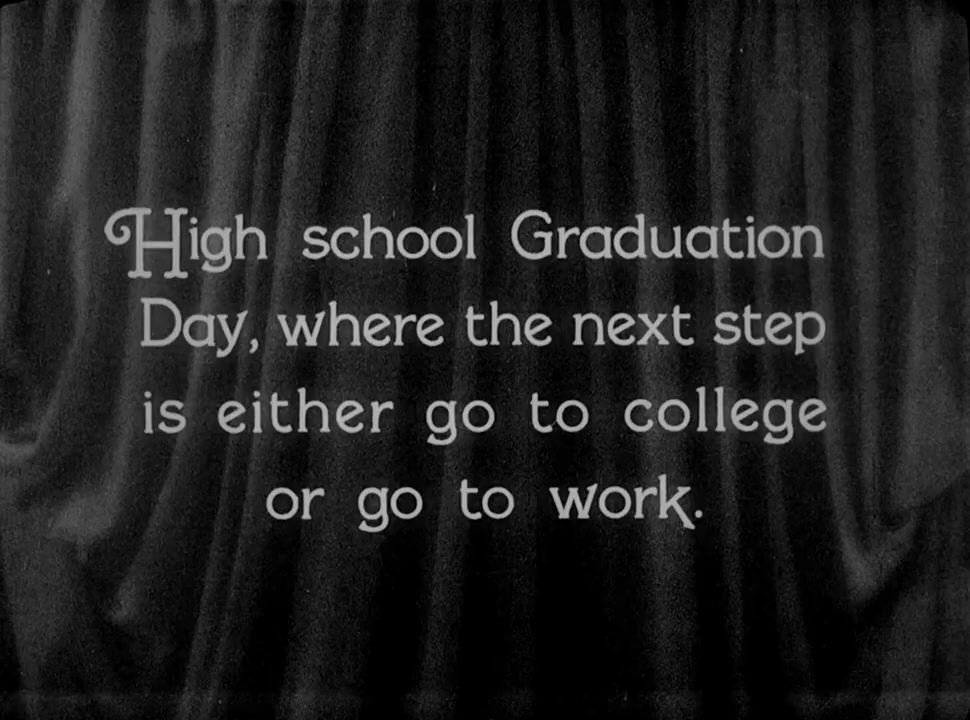 High school Graduation
Day, where the next step
is either go to college
or go to work.